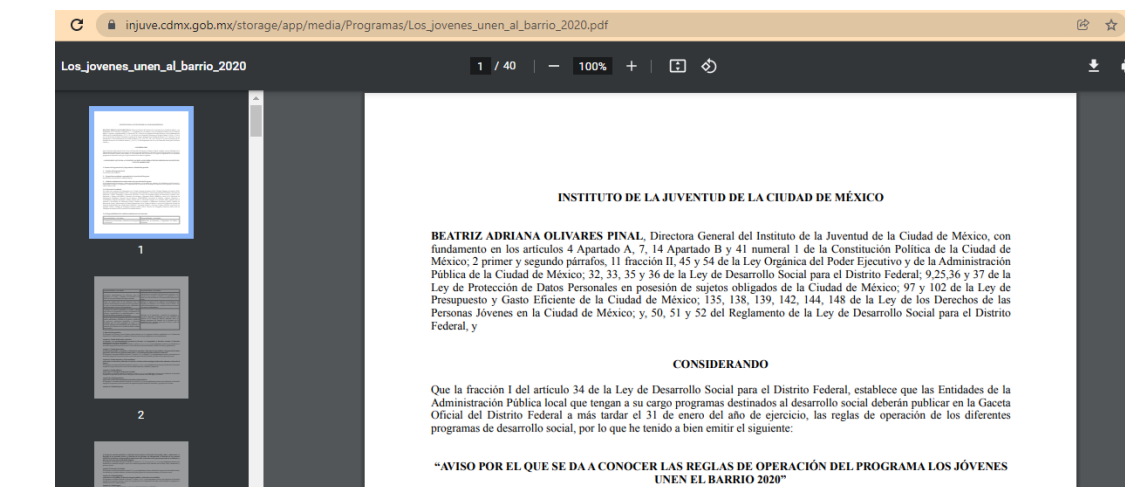 injuve.cdmx.gob.mx/storage/app/media/Programas/Los_jovenes_unen_al_barrio_2020.pdf
Los_jovenes_unen_al_barrio_2020
1 / 40
100%
1
2
INSTITUTO DE LA JUVENTUD DE LA CIUDAD DE MÉXICO
BEATRIZ ADRIANA OLIVARES PINAL, Directora General del Instituto de la Juventud de la Ciudad de México, con
fundamento en los artículos 4 Apartado A, 7, 14 Apartado B y 41 numeral 1 de la Constitución Política de la Ciudad de
México; 2 primer y segundo párrafos, 11 fracción II, 45 y 54 de la Ley Orgánica del Poder Ejecutivo y de la Administración
Pública de la Ciudad de México; 32, 33, 35 y 36 de la Ley de Desarrollo Social para el Distrito Federal; 9,25,36 y 37 de la
Ley de Protección de Datos Personales en posesión de sujetos obligados de la Ciudad de México; 97 y 102 de la Ley de
Presupuesto y Gasto Eficiente de la Ciudad de México; 135, 138, 139, 142, 144, 148 de la Ley de los Derechos de las
Personas Jóvenes en la Ciudad de México; y, 50, 51 y 52 del Reglamento de la Ley de Desarrollo Social para el Distrito
Federal, y
CONSIDERANDO
Que la fracción I del artículo 34 de la Ley de Desarrollo Social para el Distrito Federal, establece que las Entidades de la
Administración Pública local que tengan a su cargo programas destinados al desarrollo social deberán publicar en la Gaceta
Oficial del Distrito Federal a más tardar el 31 de enero del año de ejercicio, las reglas de operación de los diferentes
programas de desarrollo social, por lo que he tenido a bien emitir el siguiente:
“AVISO POR EL QUE SE DA A CONOCER LAS REGLAS DE OPERACIÓN DEL PROGRAMA LOS JÓVENES
UNEN EL BARRIO 2020”